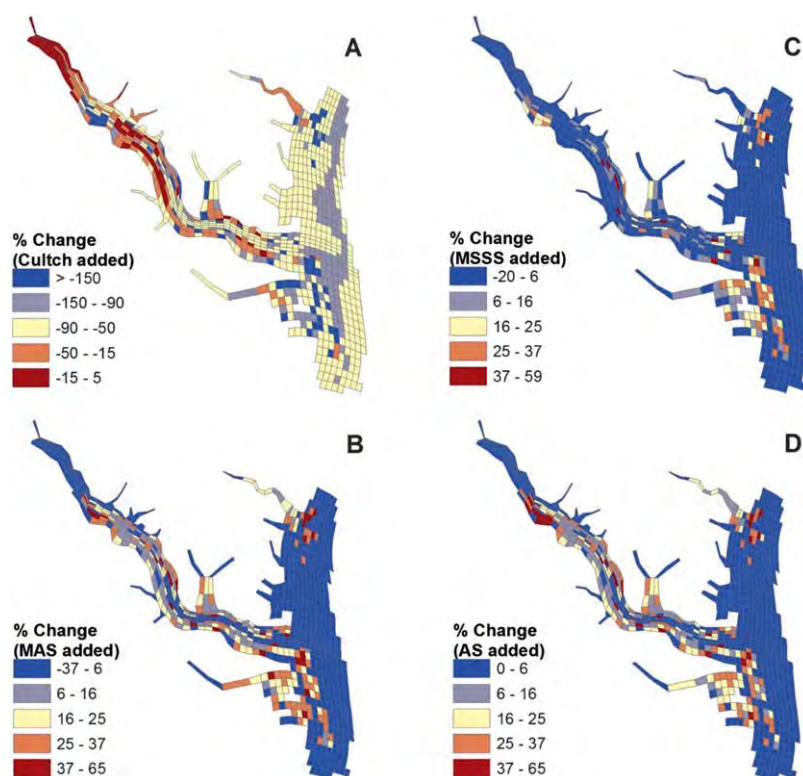 A
% Change
(Cultch added)
> -150
-150 - -90
-90 - -50
-50 - -15
-15 - 5
C
% Change
(MSSS added)
-20 - 6
6 - 16
16 - 25
25 - 37
37 - 59
B
% Change
(MAS added)
-37 - 6
6 - 16
16 - 25
25 - 37
37 - 65
D
% Change
(AS added)
0 - 6
6 - 16
16 - 25
25 - 37
37 - 65